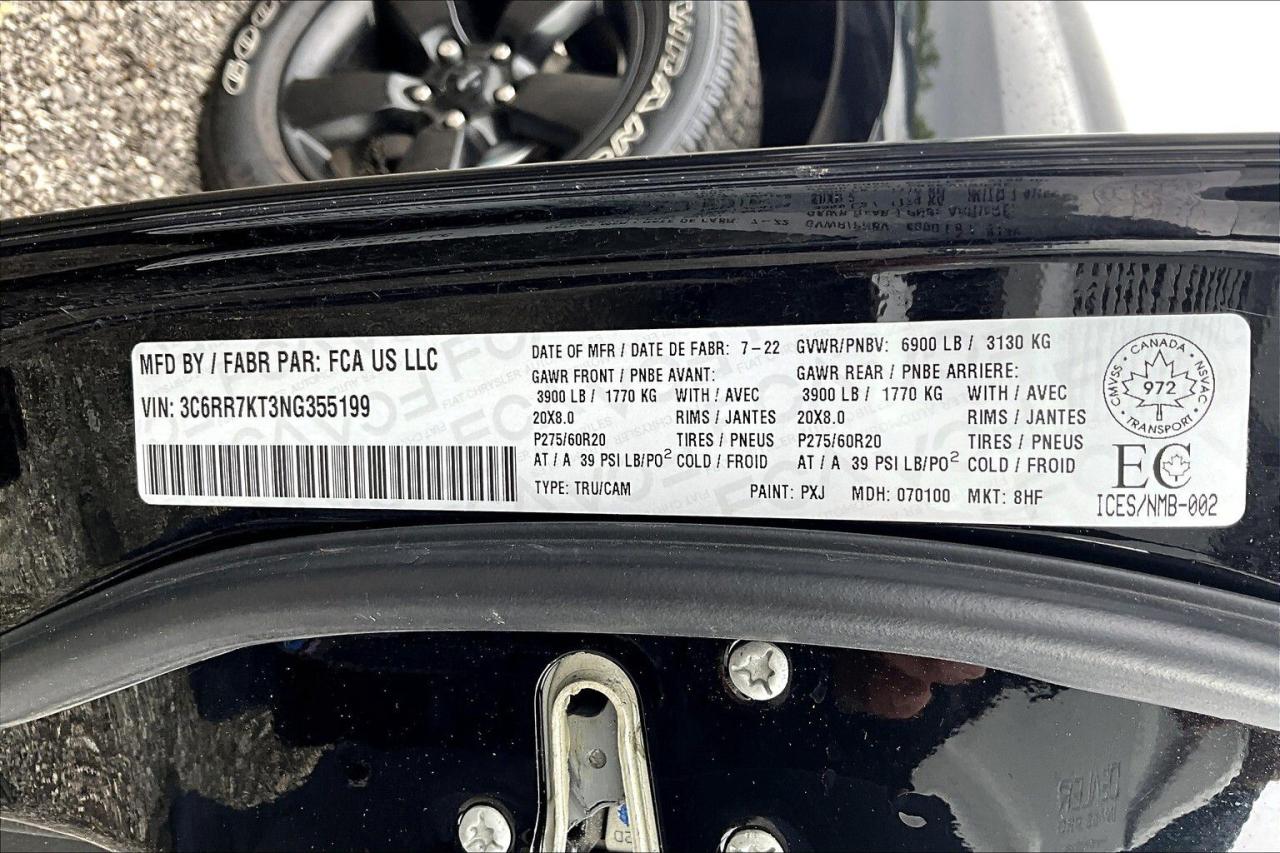 WRANG
MFD BY / FABR PAR: FCA US LLC
VIN: 3C6RR7KT3NG355199
DATE OF MFR / DATE DE FABR: 7-22
GAWR FRONT / PNBE AVANT:
3900 LB / 1770 KG WITH / AVEC
20X8.0 RIMS / JANTES
P275/60R20 TIRES / PNEUS
AT / A 39 PSI LB/PO² COLD / FROID
TYPE: TRU/CAM PAINT: PXJ MDH: 070100 MKT: 8HF
GVWR/PNBV: 6900 LB / 3130 KG
GAWR REAR / PNBE ARRIERE:
3900 LB / 1770 KG WITH / AVEC
20X8.0 RIMS / JANTES
P275/60R20 TIRES / PNEUS
AT / A 39 PSI LB/PO² COLD / FROID
CANADA
CMVSS NSVAC
972
TRANSPORT
EC
ICES/NMB-002